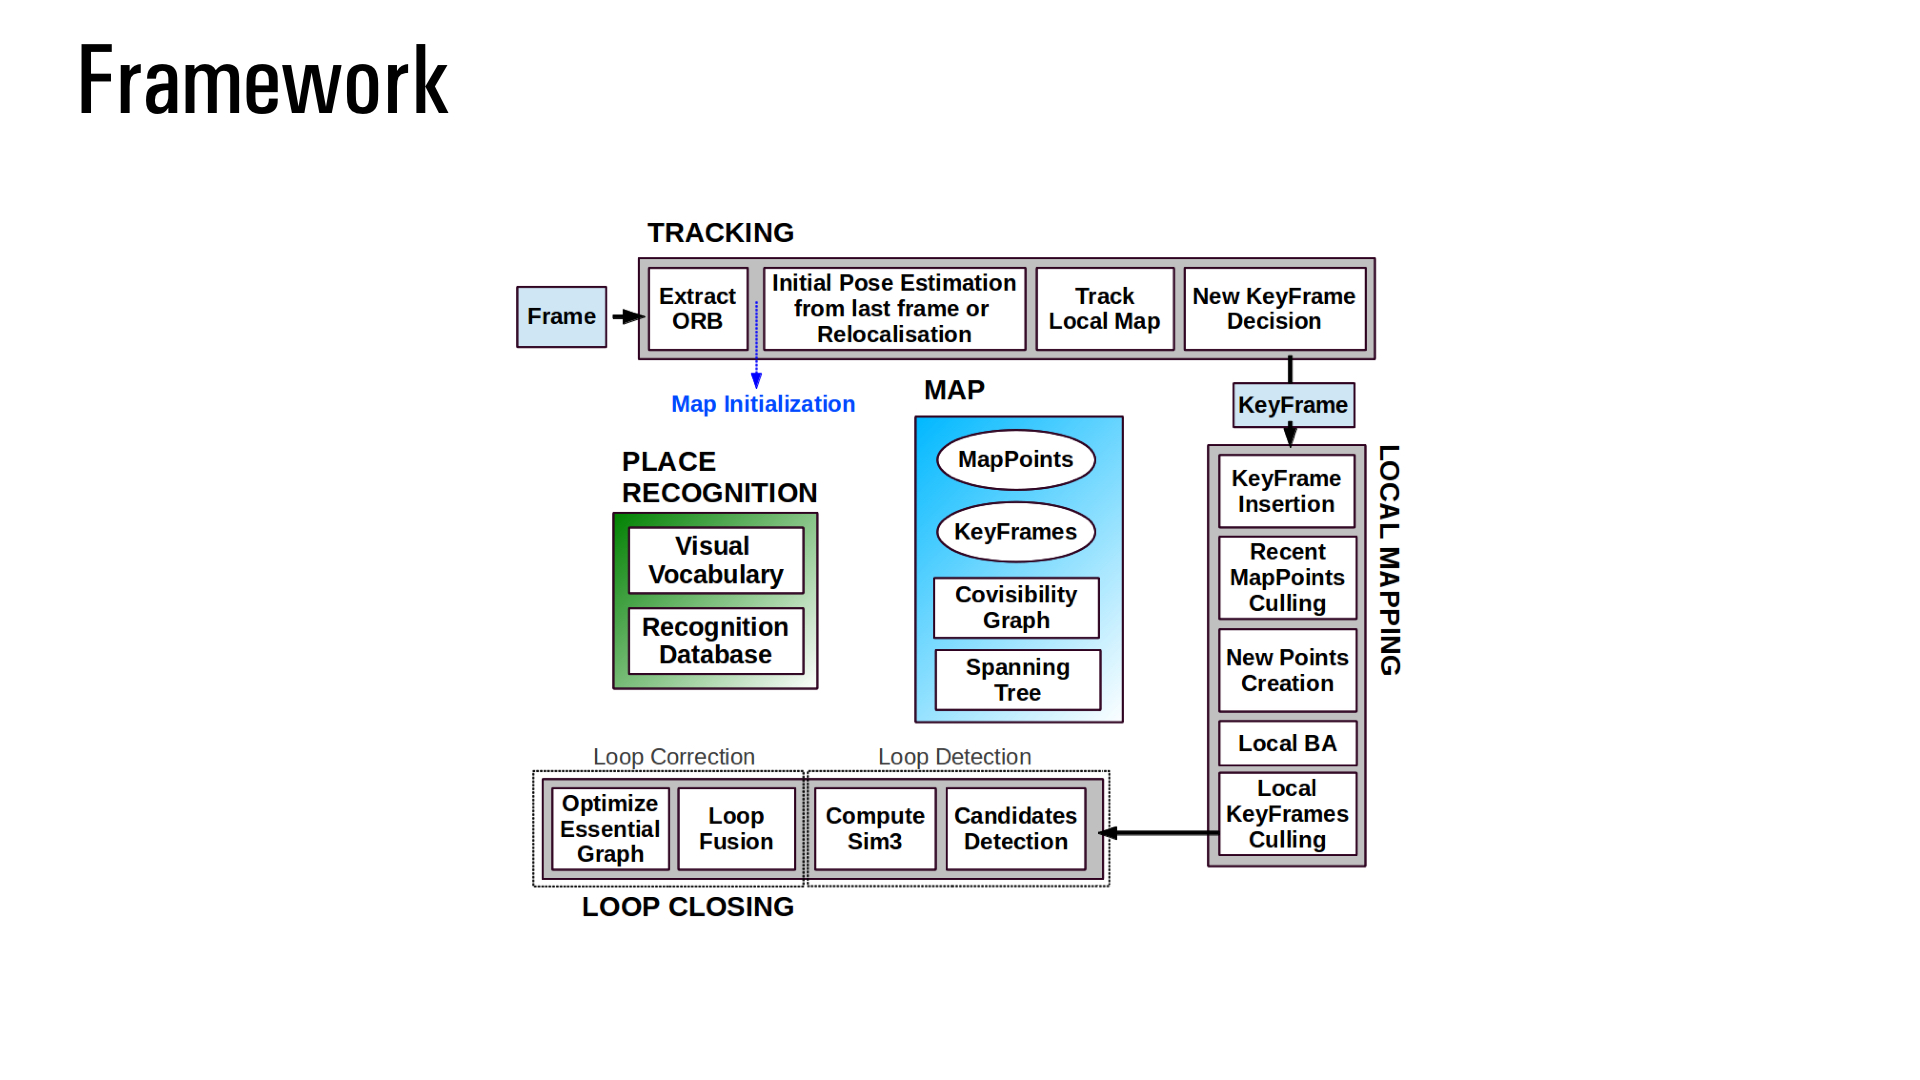 Framework
TRACKING
Frame
Extract
ORB
Initial Pose Estimation
from last frame or
Relocalisation
Track
Local Map
New KeyFrame
Decision
Map Initialization
MAP
KeyFrame
PLACE
RECOGNITION
Visual
Vocabulary
Recognition
Database
MapPoints
KeyFrames
Covisibility
Graph
Spanning
Tree
LOCAL MAPPING
KeyFrame
Insertion
Recent
MapPoints
Culling
New Points
Creation
Local BA
Local
KeyFrames
Culling
Loop Correction
Loop Detection
Optimize
Essential
Graph
Loop
Fusion
Compute
Sim3
Candidates
Detection
LOOP CLOSING